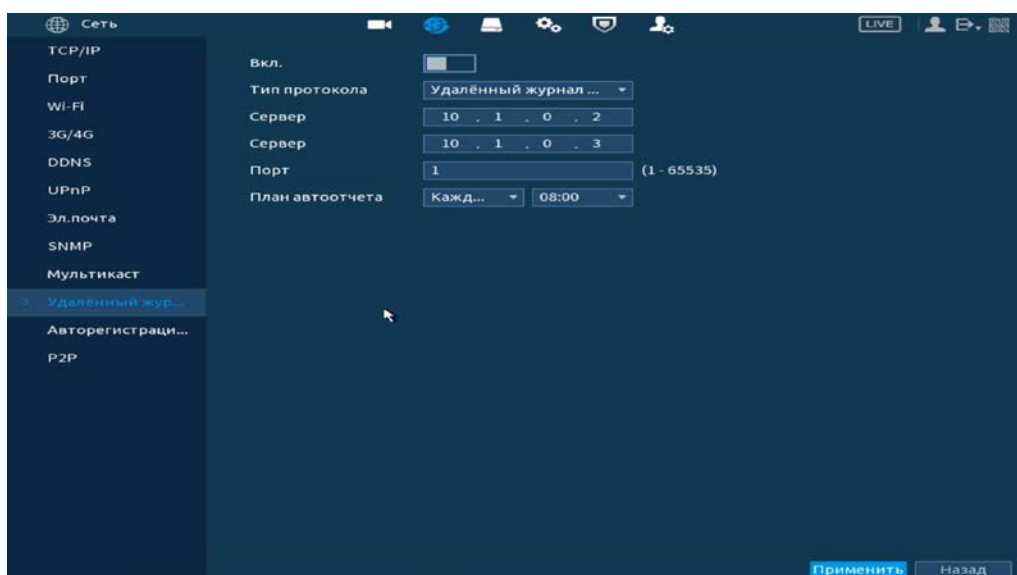 Сеть
LIVE
TCP/IP
Порт
Wi-Fi
3G/4G
DDNS
UPnP
Эл.почта
SNMP
Мультикаст
Удалённый жур...
Авторегистраци...
P2P
Вкл.
Тип протокола Удалённый журнал ...
Сервер 10 . 1 . 0 . 2
Сервер 10 . 1 . 0 . 3
Порт 1 (1 - 65535)
План автоотчета Кажд... 08:00
Применить Назад